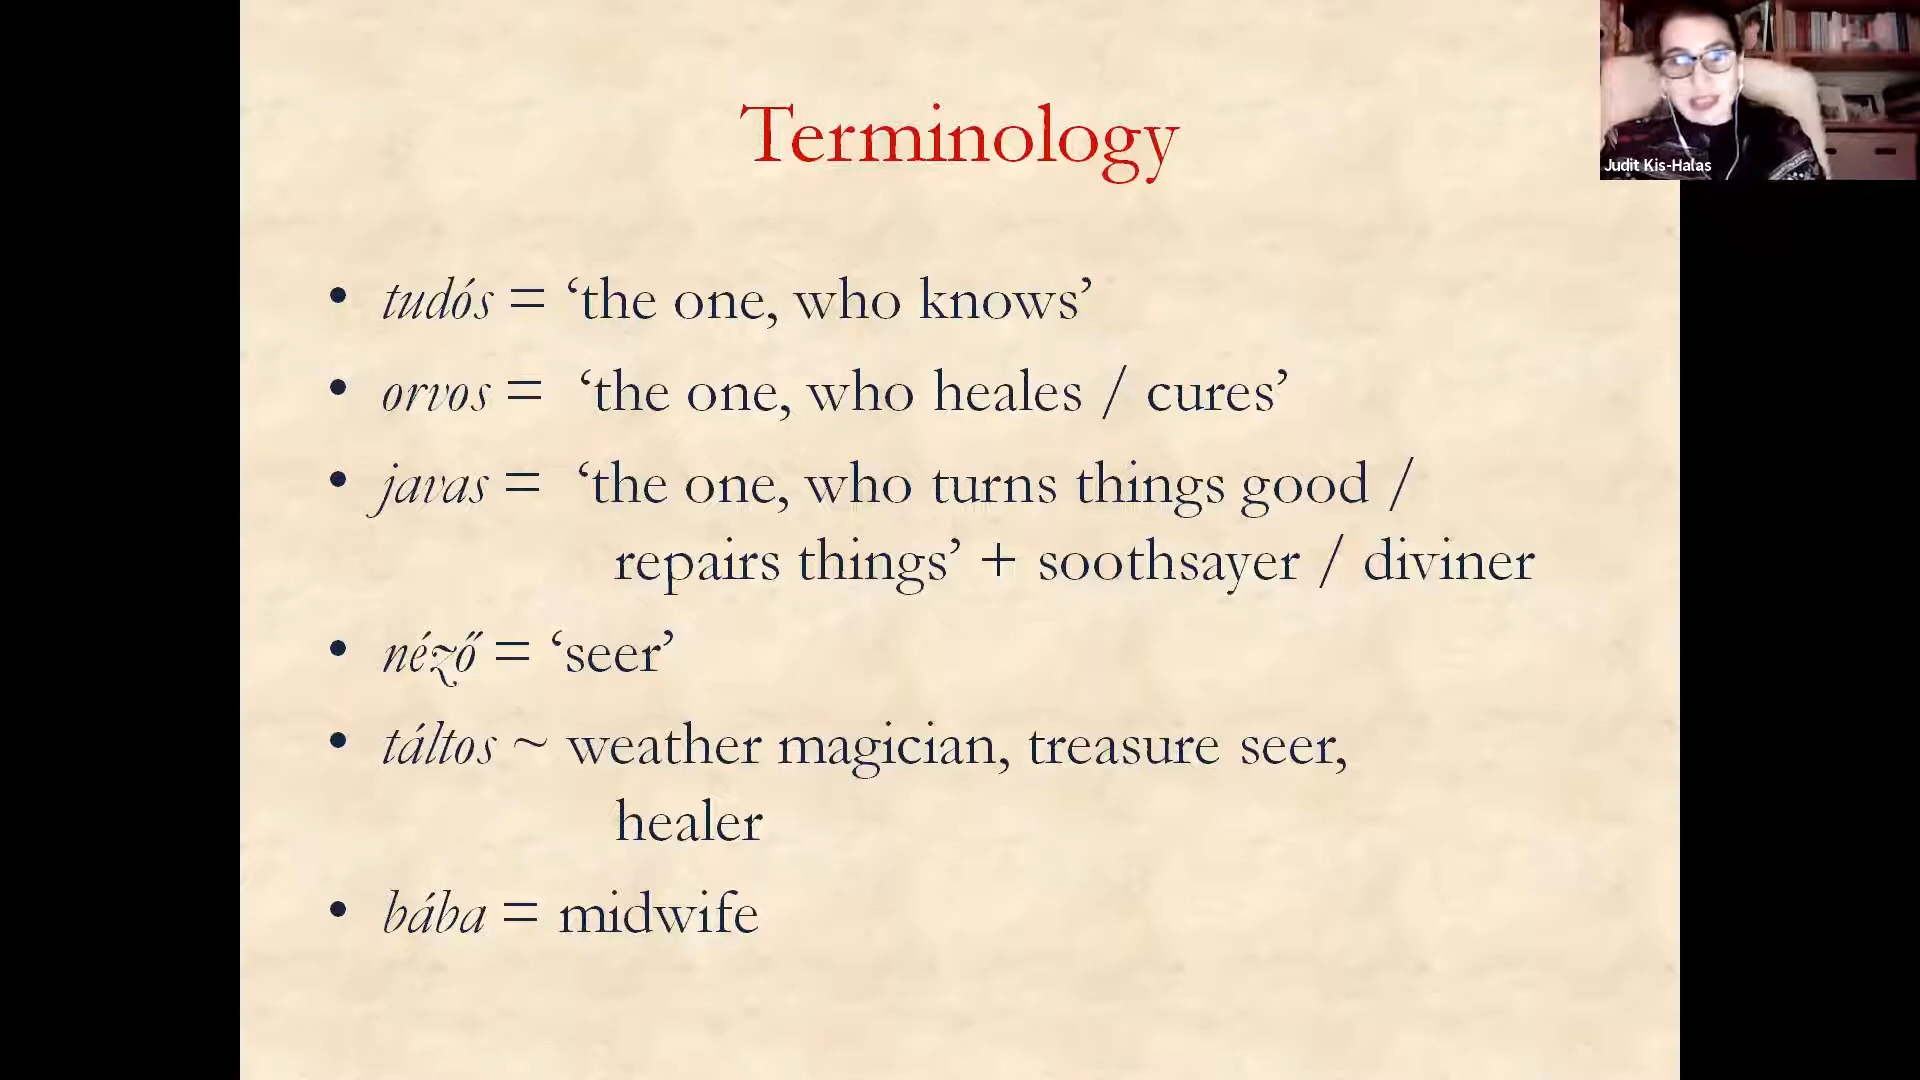 Terminology
Judit Kis-Halas
• tudós = ‘the one, who knows’
• orvos = ‘the one, who heales / cures’
• javas = ‘the one, who turns things good /
repairs things’ + soothsayer / diviner
• néző = ‘seer’
• táltos ~ weather magician, treasure seer,
healer
• bába = midwife